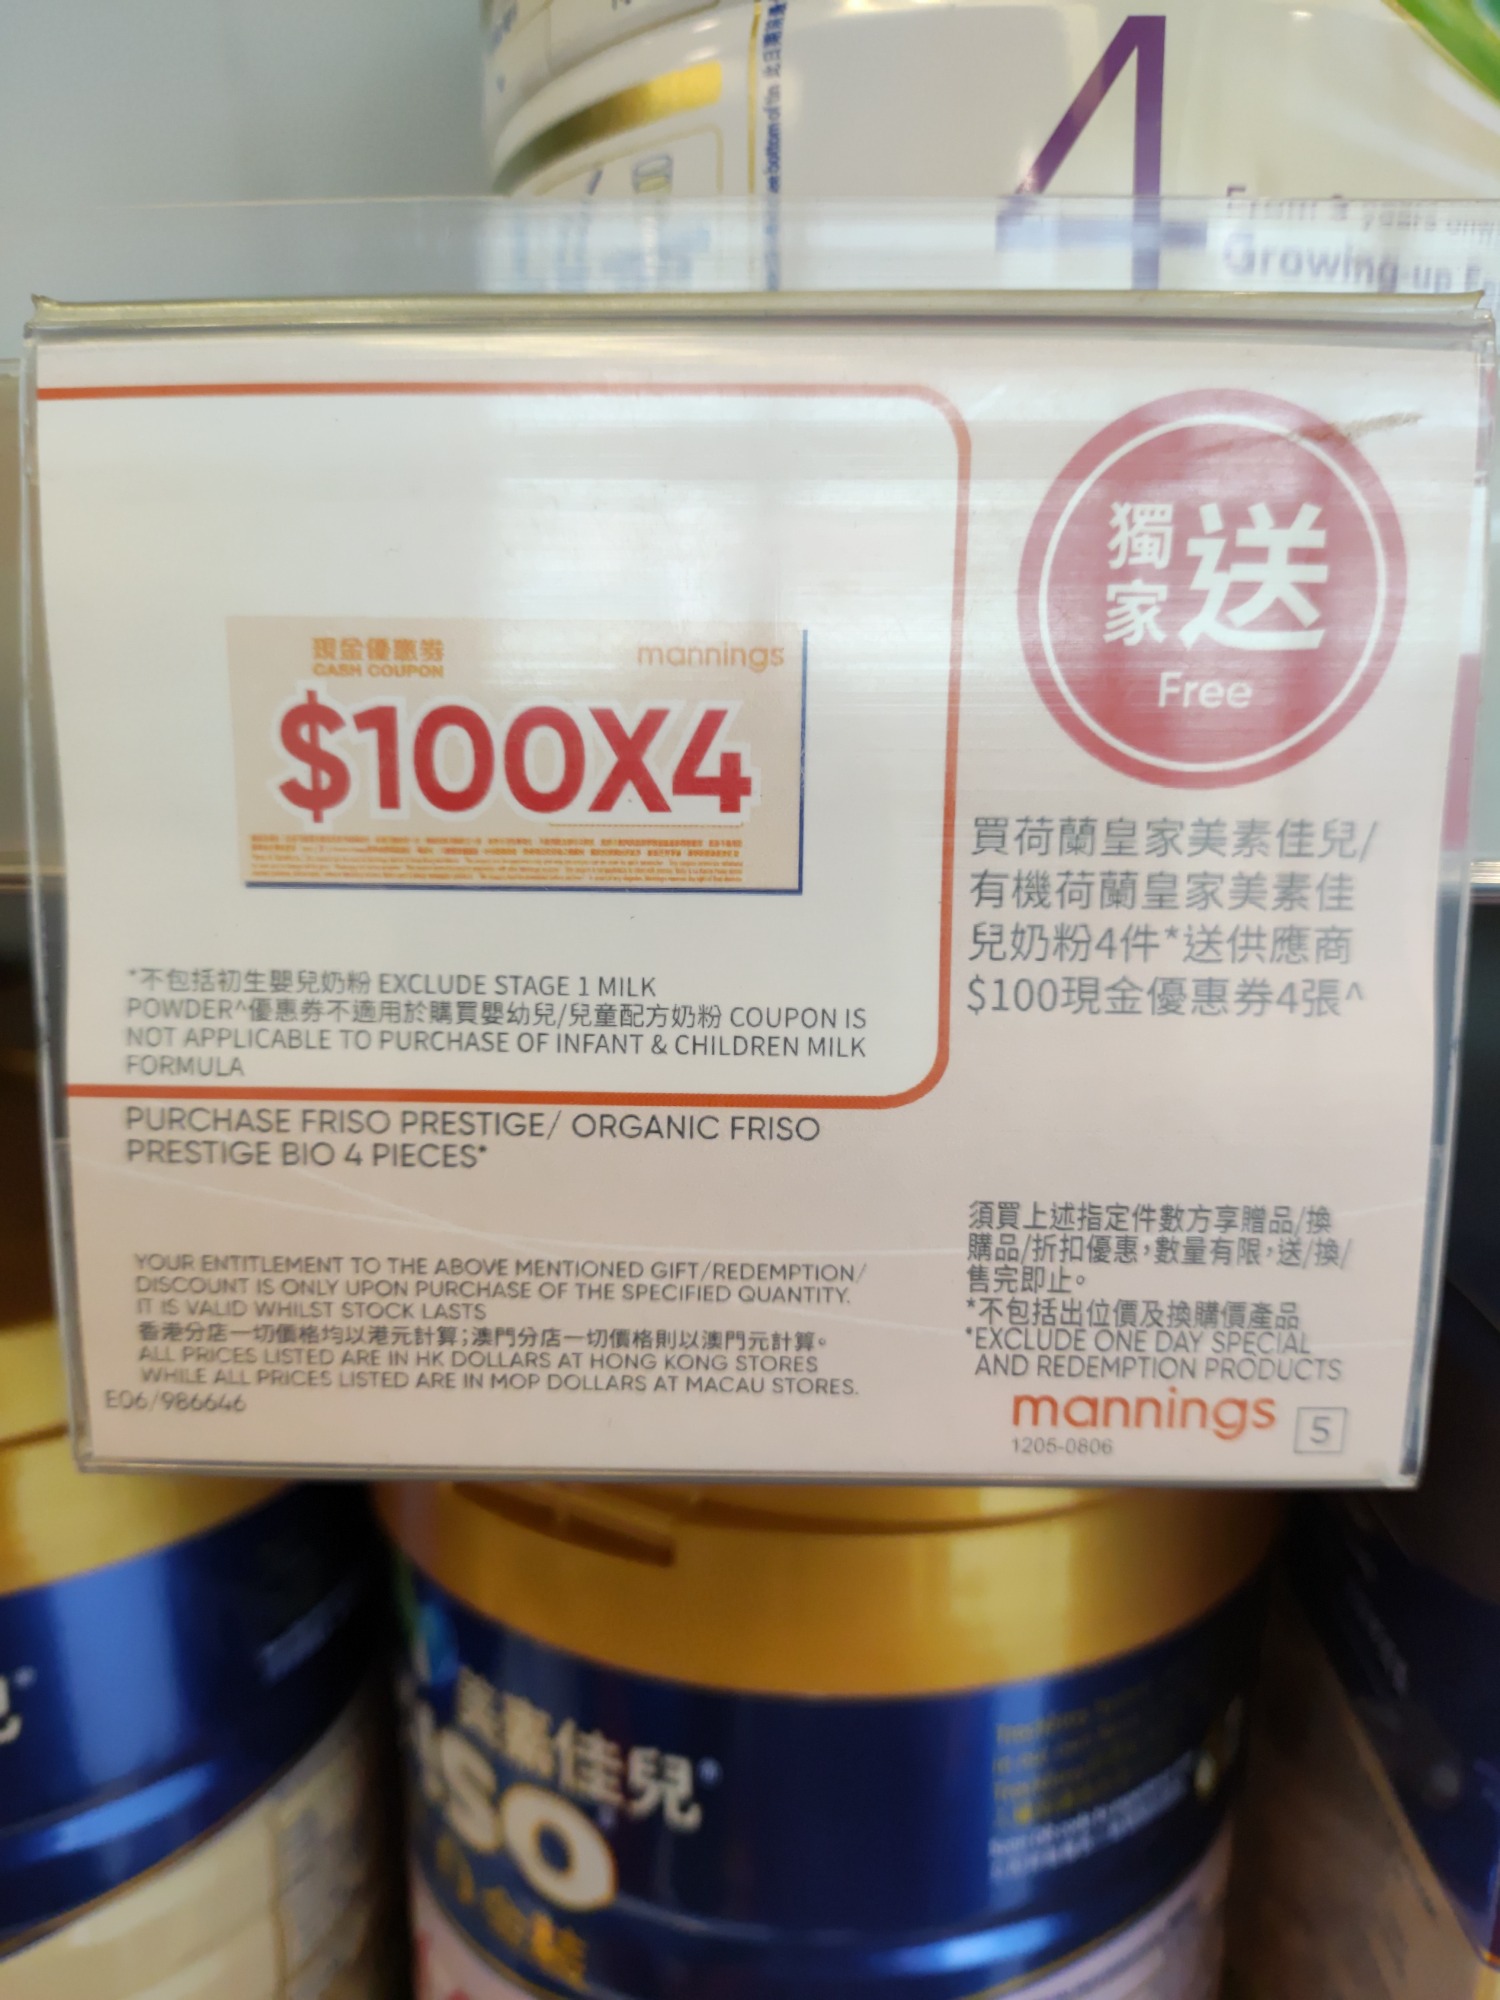 4
Growing-up
獨家送
Free
現金優惠券
CASH COUPON
mannings
$100X4
買荷蘭皇家美素佳兒/
有機荷蘭皇家美素佳
兒奶粉4件*送供應商
$100現金優惠券4張^
*不包括初生嬰兒奶粉 EXCLUDE STAGE 1 MILK
POWDER^優惠券不適用於購買嬰幼兒/兒童配方奶粉 COUPON IS
NOT APPLICABLE TO PURCHASE OF INFANT & CHILDREN MILK
FORMULA
PURCHASE FRISO PRESTIGE/ ORGANIC FRISO
PRESTIGE BIO 4 PIECES*
YOUR ENTITLEMENT TO THE ABOVE MENTIONED GIFT/REDEMPTION/
DISCOUNT IS ONLY UPON PURCHASE OF THE SPECIFIED QUANTITY.
IT IS VALID WHILST STOCK LASTS
香港分店一切價格均以港元計算;澳門分店一切價格則以澳門元計算。
ALL PRICES LISTED ARE IN HK DOLLARS AT HONG KONG STORES
WHILE ALL PRICES LISTED ARE IN MOP DOLLARS AT MACAU STORES.
E06/986646
須買上述指定件數方享贈品/換
購品/折扣優惠，數量有限，送/換/
售完即止。
*不包括出位價及換購價產品
*EXCLUDE ONE DAY SPECIAL
AND REDEMPTION PRODUCTS
mannings 5
1205-0806
美素佳兒